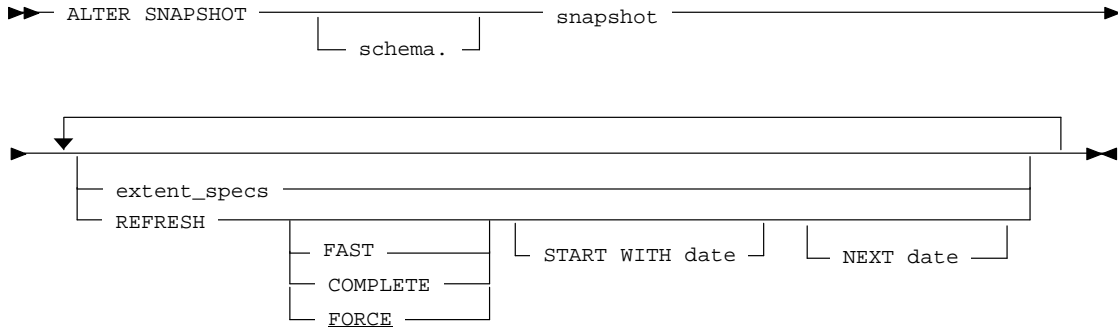 ALTER SNAPSHOT snapshot
schema.
extent_specs
REFRESH
FAST START WITH date NEXT date
COMPLETE
FORCE